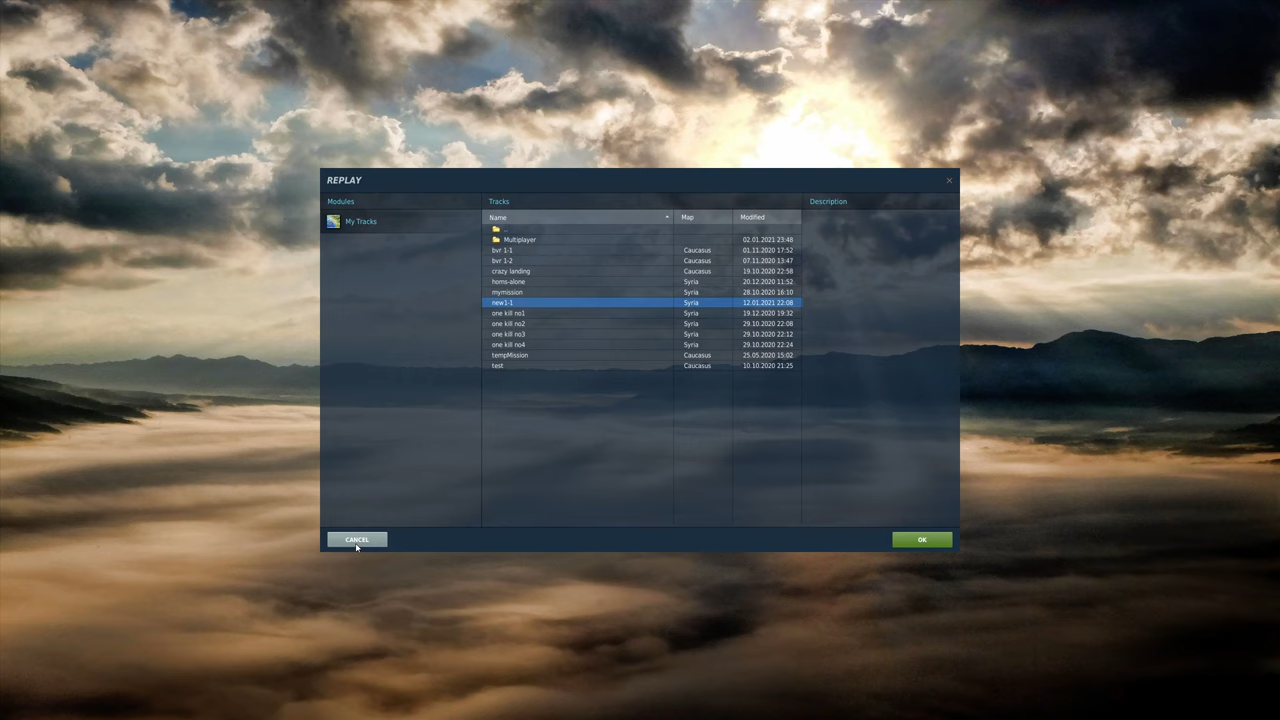 REPLAY ×
Modules Tracks Description
My Tracks
Name Map Modified
..
Multiplayer 02.01.2021 23:48
bvr 1-1 Caucasus 01.11.2020 17:52
bvr 1-2 Caucasus 07.11.2020 13:47
crazy landing Caucasus 19.10.2020 22:58
homs-alone Syria 20.12.2020 11:52
mymission Syria 28.10.2020 16:10
new1-1 Syria 12.01.2021 22:08
one kill no1 Syria 19.12.2020 19:32
one kill no2 Syria 29.10.2020 22:08
one kill no3 Syria 29.10.2020 22:12
one kill no4 Syria 29.10.2020 22:24
tempMission Caucasus 25.05.2020 15:02
test Caucasus 10.10.2020 21:25
CANCEL OK